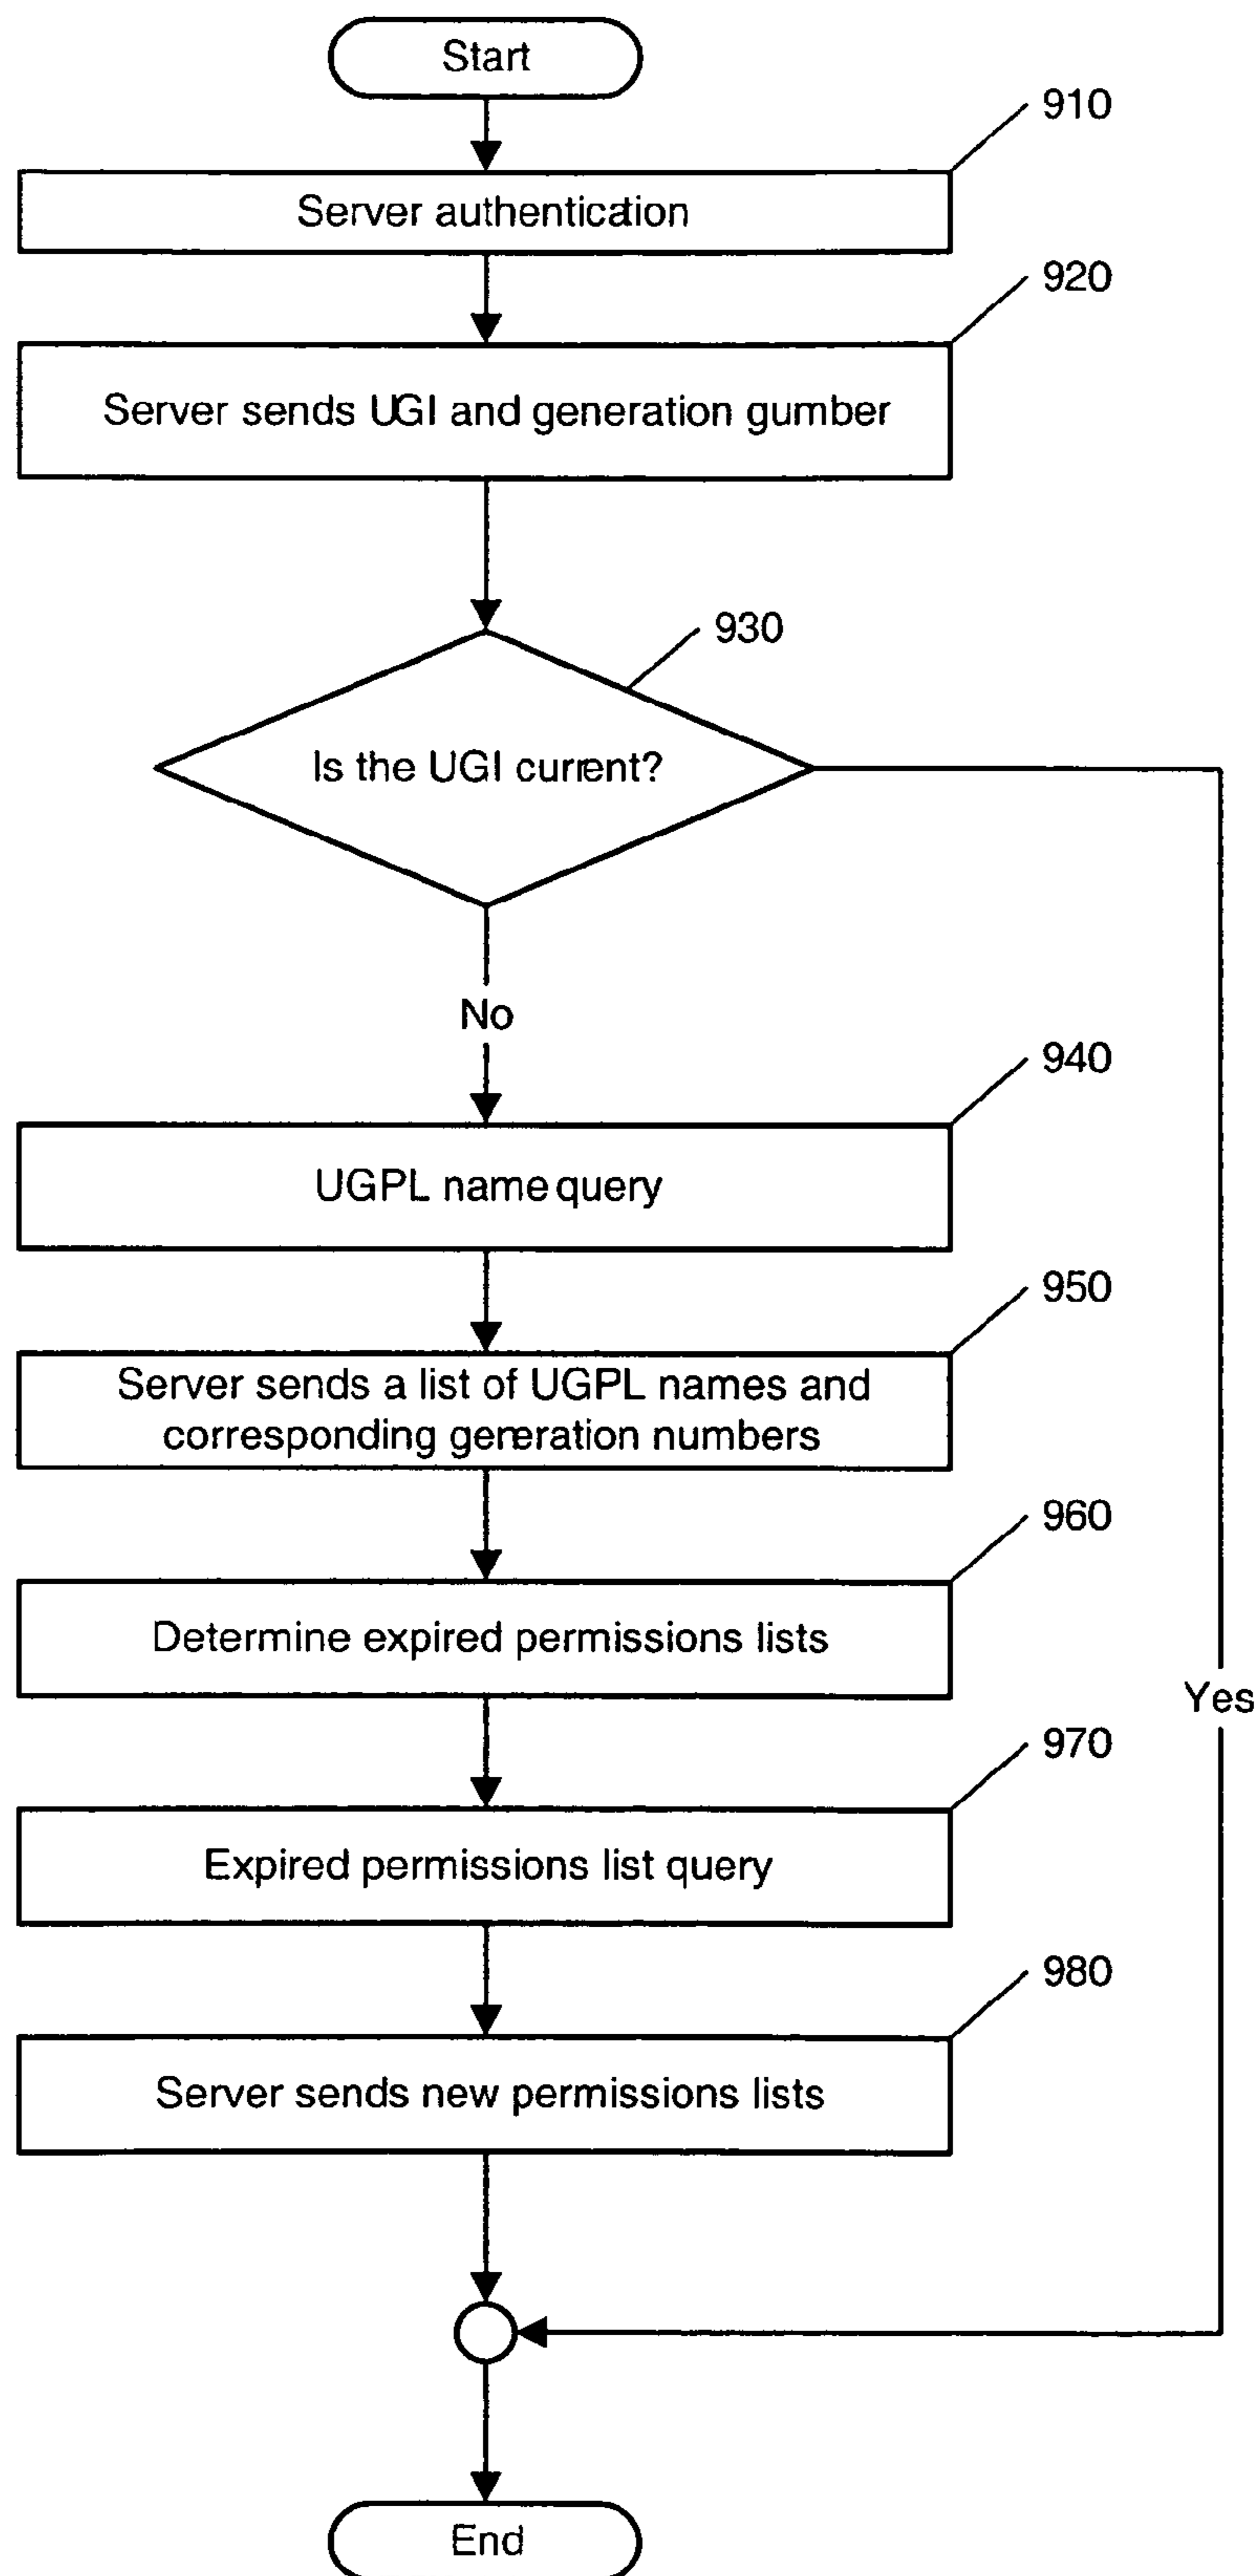 Start
910
Server authentication
920
Server sends UGI and generation gumber
930
Is the UGI current?
No
940
UGPL name query
950
Server sends a list of UGPL names and
corresponding generation numbers
960
Determine expired permissions lists
Yes
970
Expired permissions list query
980
Server sends new permissions lists
End